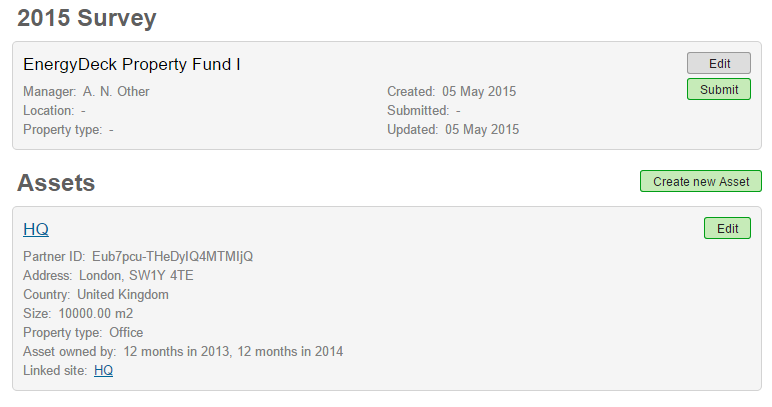 2015 Survey
EnergyDeck Property Fund I
Edit
Manager: A. N. Other
Created: 05 May 2015
Submit
Location: -
Submitted: -
Property type: -
Updated: 05 May 2015
Assets
Create new Asset
HQ
Edit
Partner ID: Eub7pcu-THeDyIQ4MTMIjQ
Address: London, SW1Y 4TE
Country: United Kingdom
Size: 10000.00 m2
Property type: Office
Asset owned by: 12 months in 2013, 12 months in 2014
Linked site: HQ